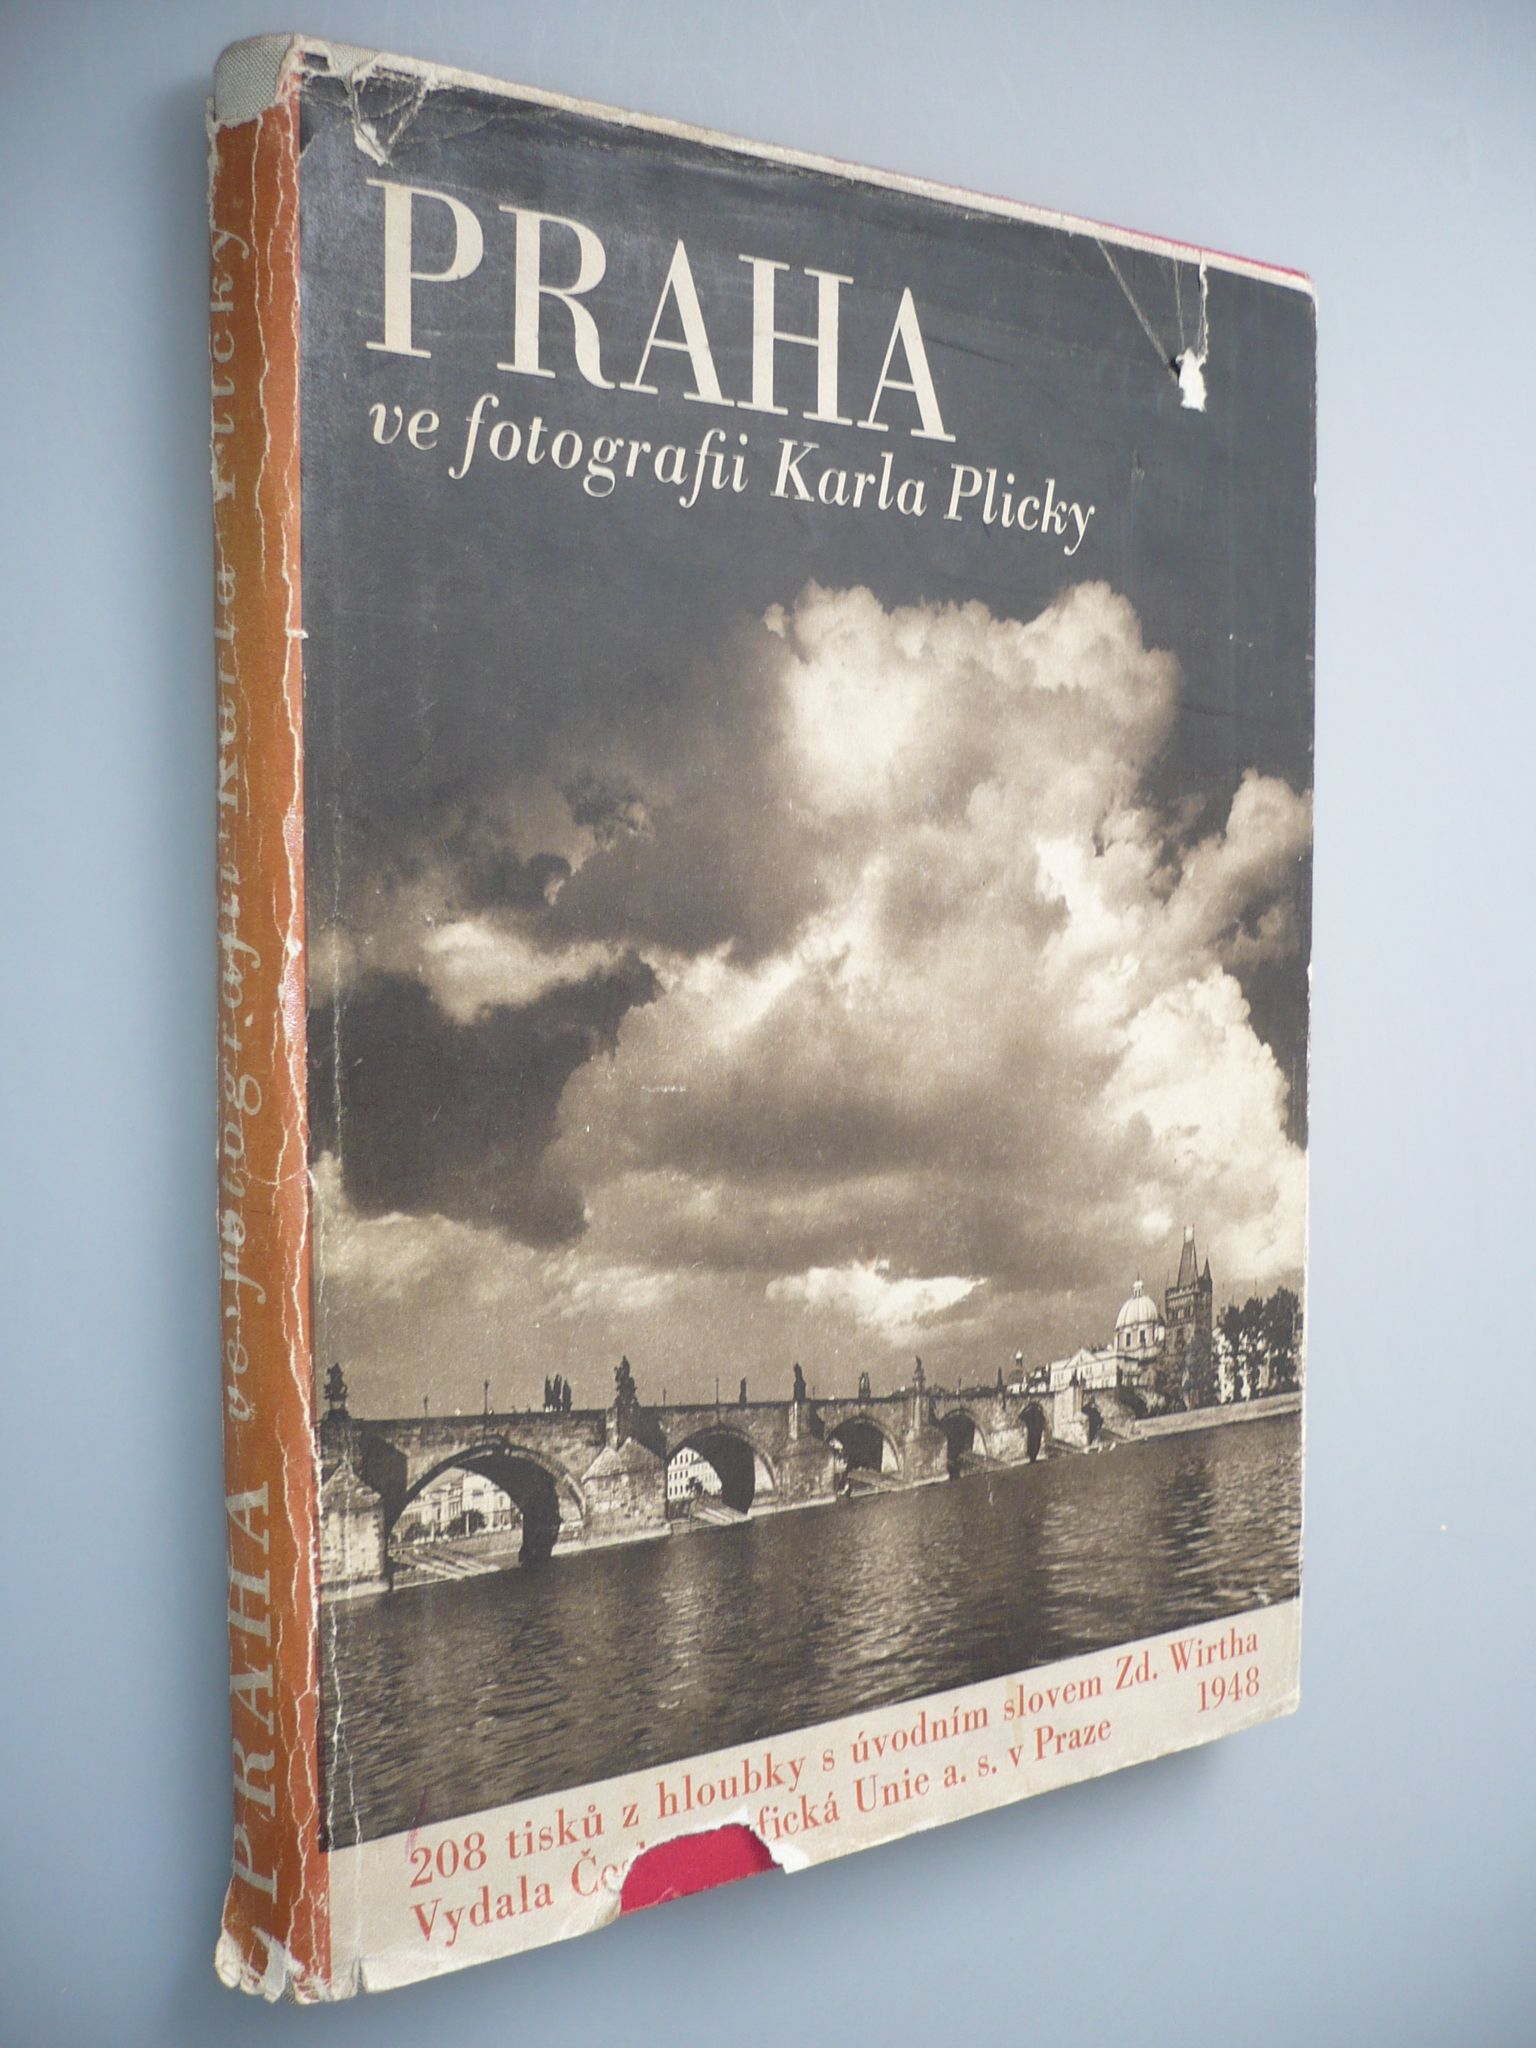 PRAHA ve fotografii Karla Plicky
PRAHA
ve fotografii Karla Plicky
208 tisků z hloubky s úvodním slovem Zd. Wirtha
Vydala fická Unie a. s. v Praze 1948